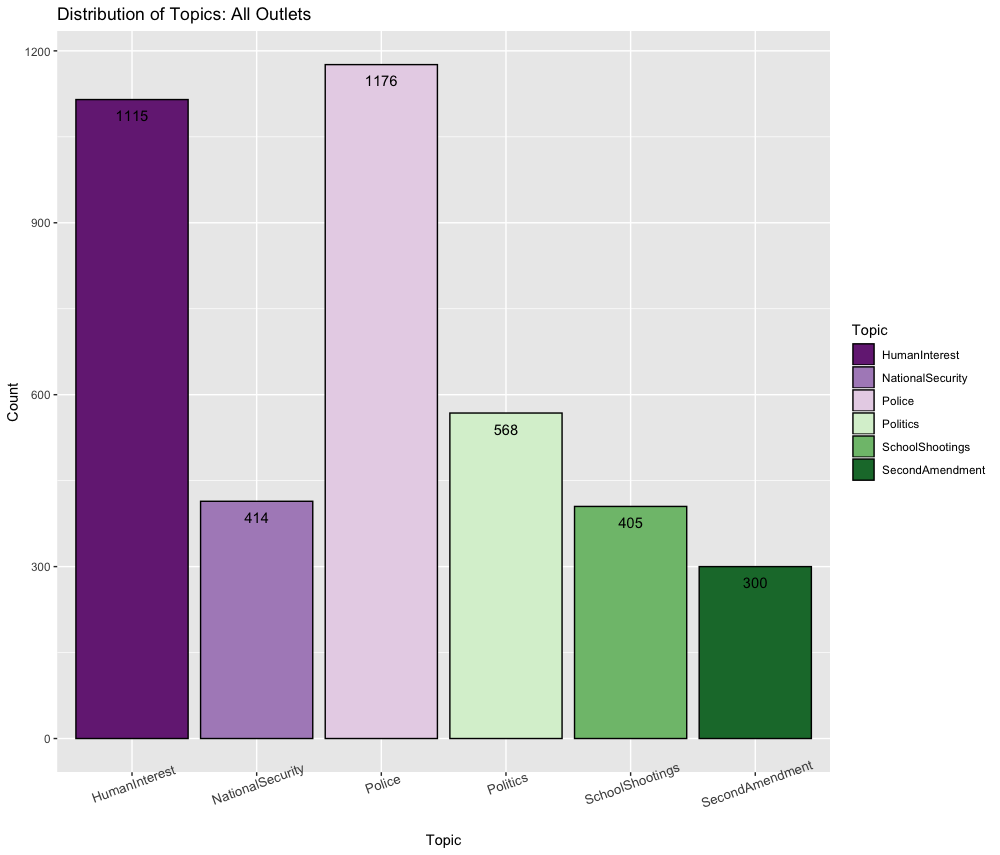 Distribution of Topics: All Outlets
1200
900
600
300
0
Count
1115
414
1176
568
405
300
HumanInterest
NationalSecurity
Police
Politics
SchoolShootings
SecondAmendment
Topic
Topic
HumanInterest
NationalSecurity
Police
Politics
SchoolShootings
SecondAmendment